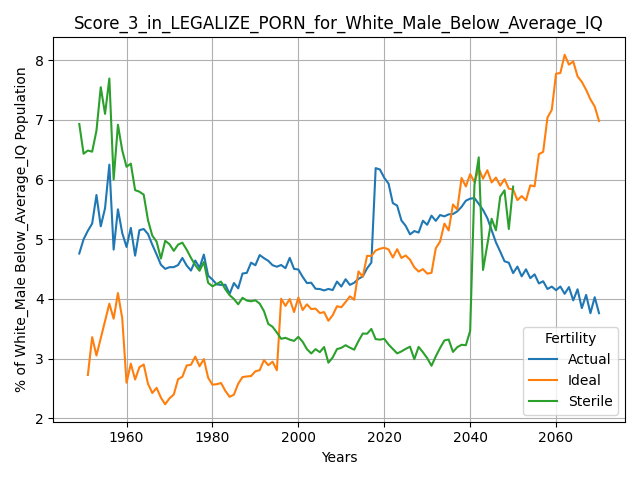 Score_3_in_LEGALIZE_PORN_for_White_Male_Below_Average_IQ
% of White_Male Below_Average_IQ Population
8
7
6
5
4
3
2
1960 1980 2000 2020 2040 2060
Years
Fertility
Actual
Ideal
Sterile